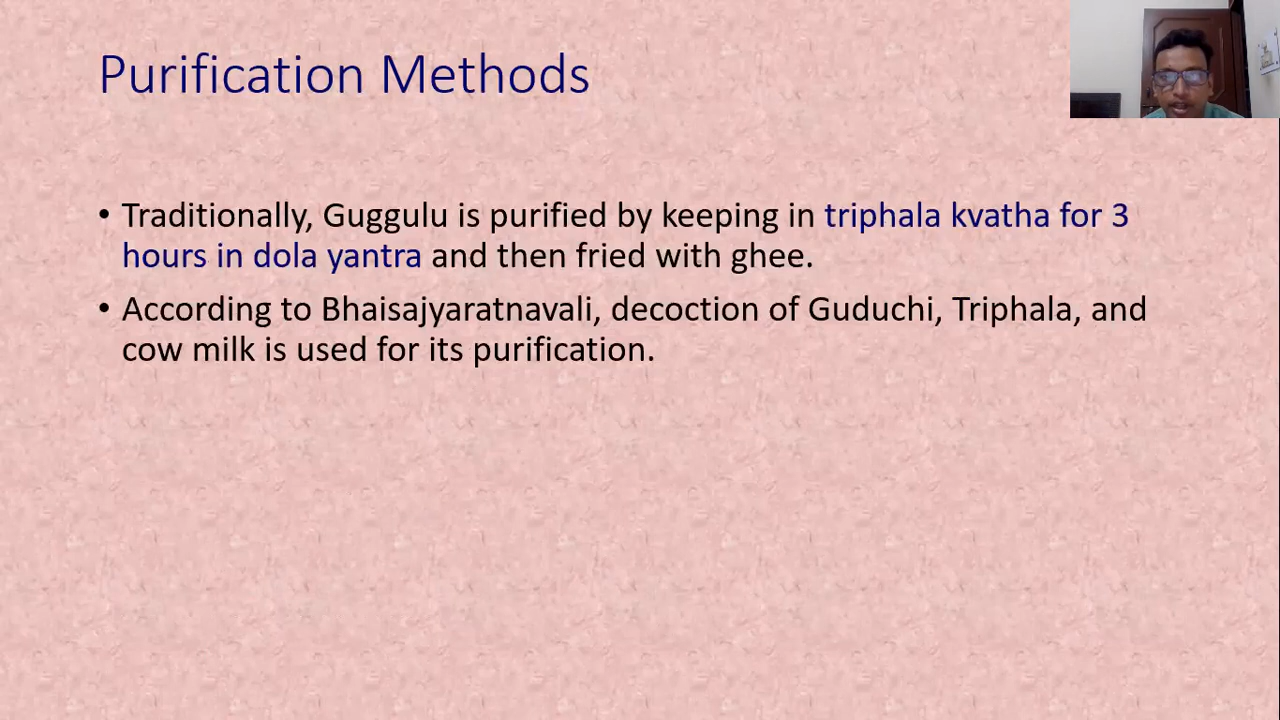 Purification Methods
• Traditionally, Guggulu is purified by keeping in triphala kvatha for 3
hours in dola yantra and then fried with ghee.
• According to Bhaisajyaratnavali, decoction of Guduchi, Triphala, and
cow milk is used for its purification.